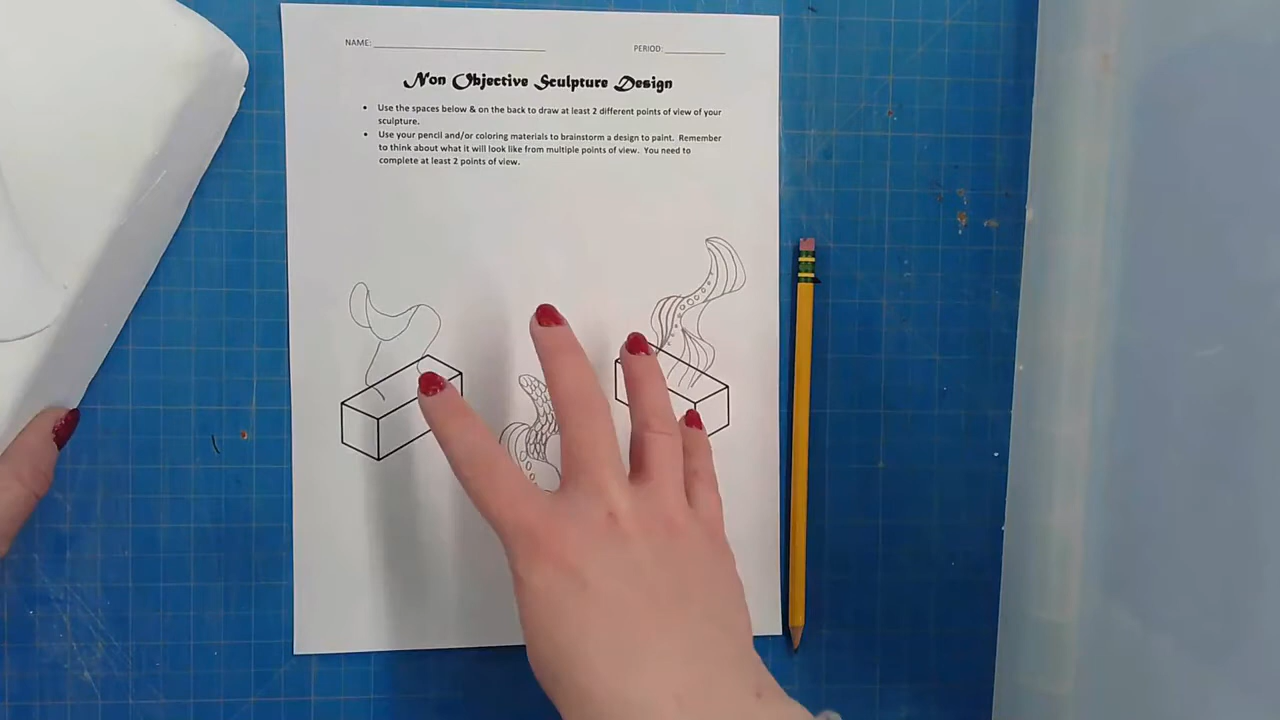 NAME: PERIOD:
Non Objective Sculpture Design
• Use the spaces below & on the back to draw at least 2 different points of view of your
sculpture.
• Use your pencil and/or coloring materials to brainstorm a design to paint. Remember
to think about what it will look like from multiple points of view. You need to
complete at least 2 points of view.